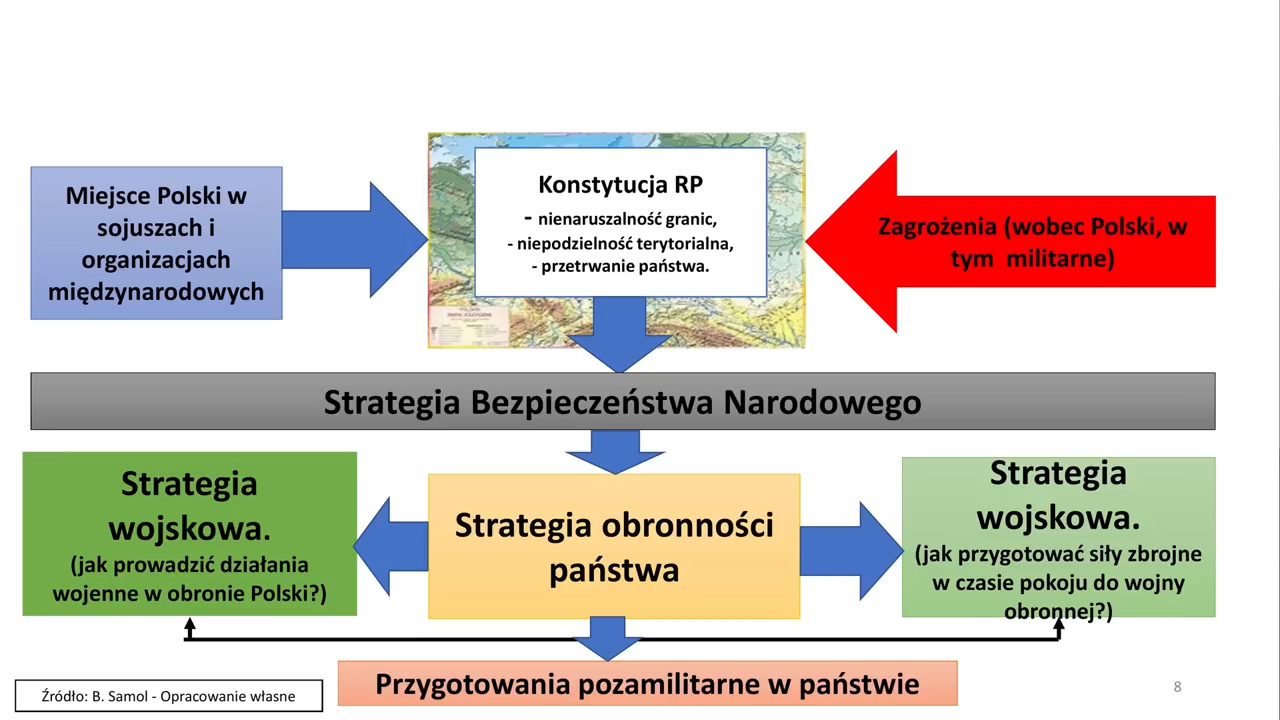 Miejsce Polski w
sojuszach i
organizacjach
międzynarodowych
Konstytucja RP
- nienaruszalność granic,
- niepodzielność terytorialna,
- przetrwanie państwa.
Zagrożenia (wobec Polski, w
tym militarne)
Strategia Bezpieczeństwa Narodowego
Strategia
wojskowa.
(jak prowadzić działania
wojenne w obronie Polski?)
Strategia obronności
państwa
Strategia
wojskowa.
(jak przygotować siły zbrojne
w czasie pokoju do wojny
obronnej?)
Przygotowania pozamilitarne w państwie
Źródło: B. Samol - Opracowanie własne
8